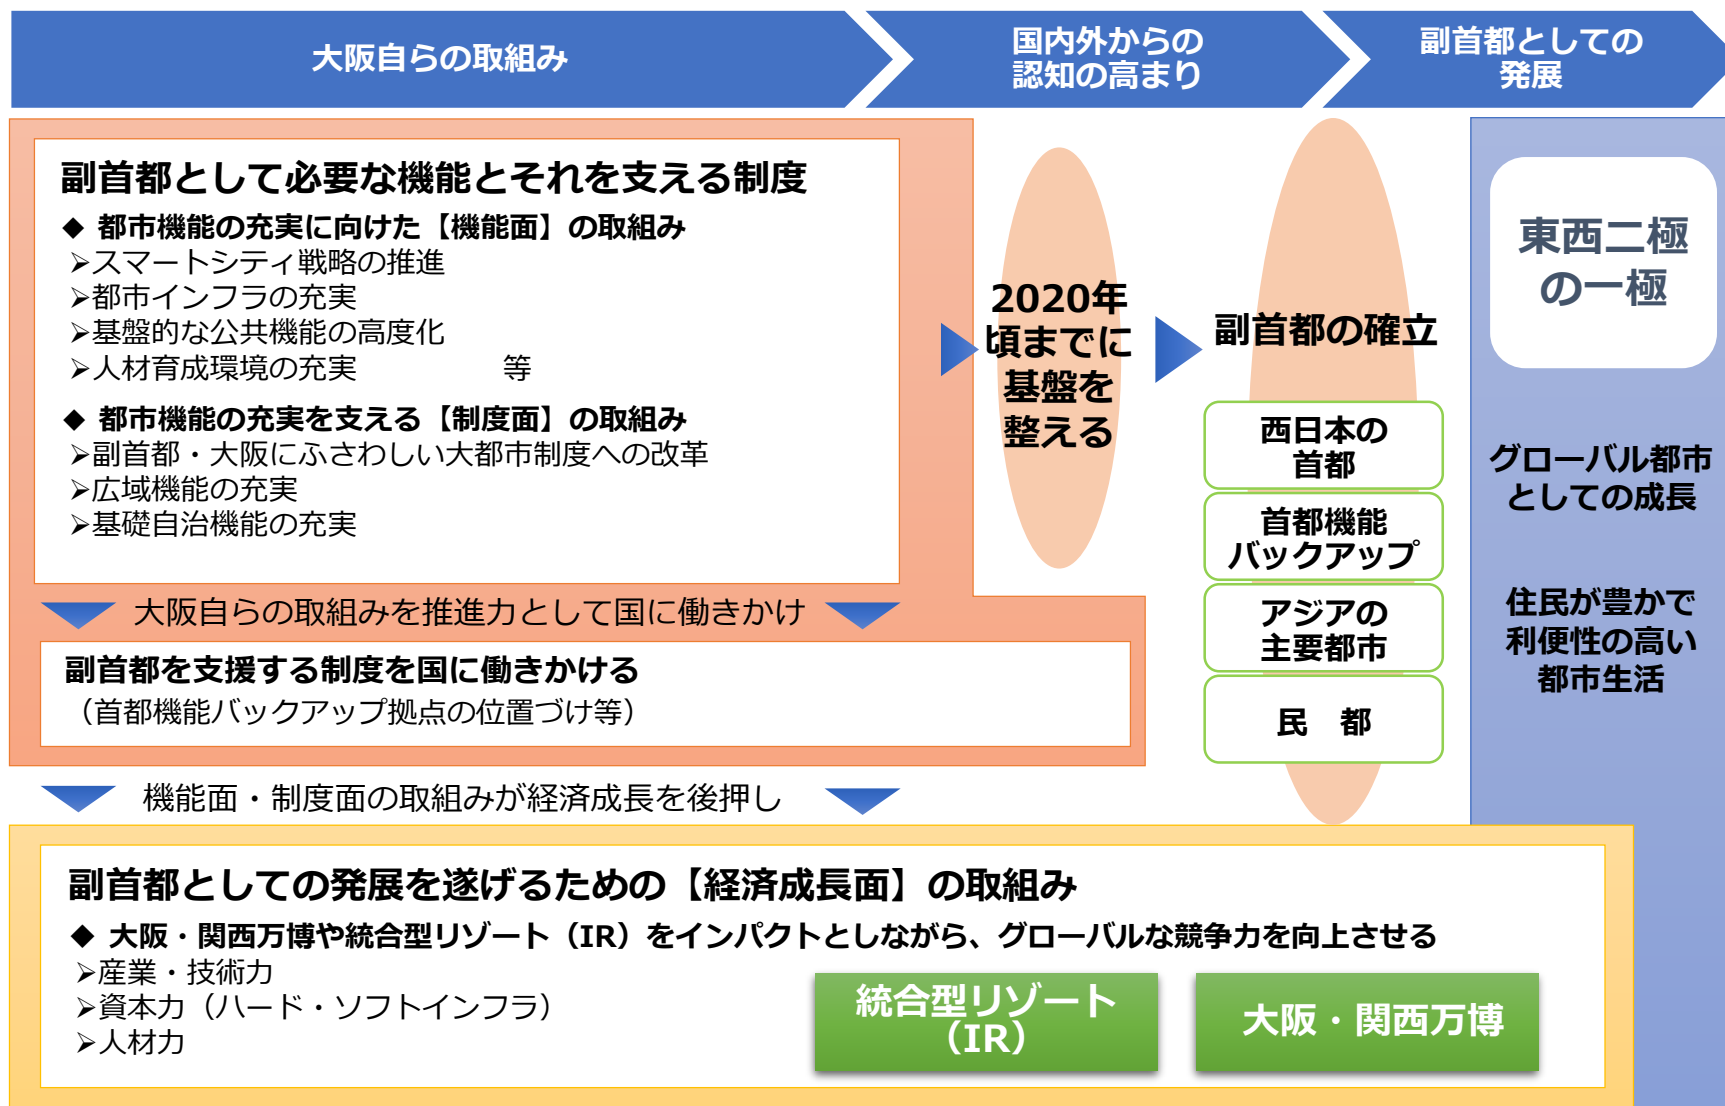 大阪自らの取組み
国内外からの
認知の高まり
副首都としての
発展
副首都として必要な機能とそれを支える制度
◆ 都市機能の充実に向けた【機能面】の取組み
➢スマートシティ戦略の推進
➢都市インフラの充実
➢基盤的な公共機能の高度化
➢人材育成環境の充実　　　　　等
◆ 都市機能の充実を支える【制度面】の取組み
➢副首都・大阪にふさわしい大都市制度への改革
➢広域機能の充実
➢基礎自治機能の充実
大阪自らの取組みを推進力として国に働きかけ
副首都を支援する制度を国に働きかける
（首都機能バックアップ拠点の位置づけ等）
2020年
頃までに
基盤を
整える
副首都の確立
西日本の
首都
首都機能
バックアップ
アジアの
主要都市
民　都
東西二極
の一極
グローバル都市
としての成長
住民が豊かで
利便性の高い
都市生活
機能面・制度面の取組みが経済成長を後押し
副首都としての発展を遂げるための【経済成長面】の取組み
◆ 大阪・関西万博や統合型リゾート（IR）をインパクトとしながら、グローバルな競争力を向上させる
➢産業・技術力
➢資本力（ハード・ソフトインフラ）
➢人材力
統合型リゾート
（IR）
大阪・関西万博